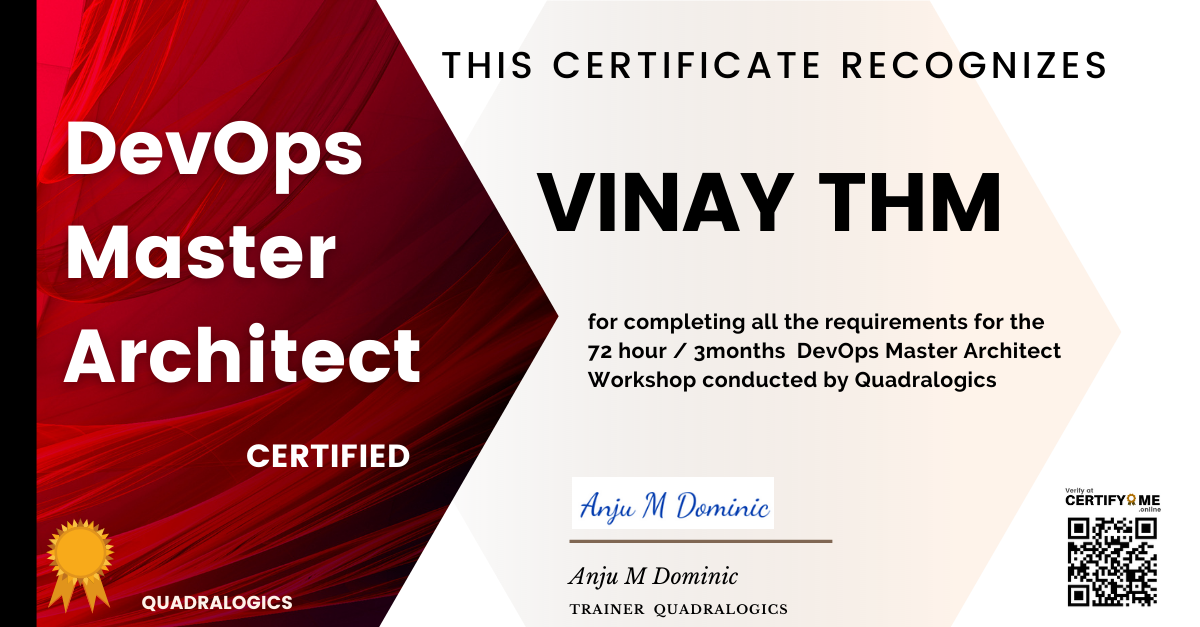 DevOps
Master
Architect
CERTIFIED
QUADRALOGICS
THIS CERTIFICATE RECOGNIZES
VINAY THM
for completing all the requirements for the
72 hour / 3months  DevOps Master Architect
Workshop conducted by Quadralogics
Anju M Dominic
Anju M Dominic
TRAINER QUADRALOGICS
Verify at
CERTIFY ME
.online